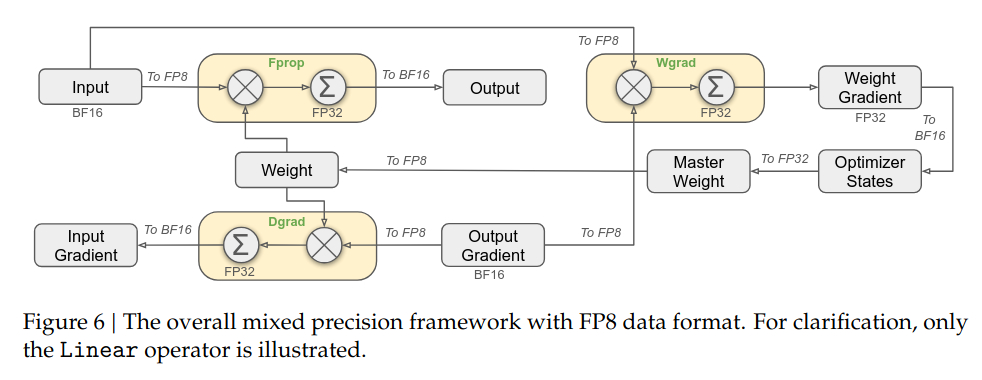 To FP8
Fprop
Wgrad
Input
BF16
To FP8
Σ
FP32
To BF16
Output
Σ
FP32
Weight
Gradient
FP32
To
BF16
Weight
To FP8
Master
Weight
To FP32
Optimizer
States
Dgrad
Input
Gradient
To BF16
Σ
FP32
To FP8
Output
Gradient
BF16
To FP8
Figure 6 | The overall mixed precision framework with FP8 data format. For clarification, only
the Linear operator is illustrated.